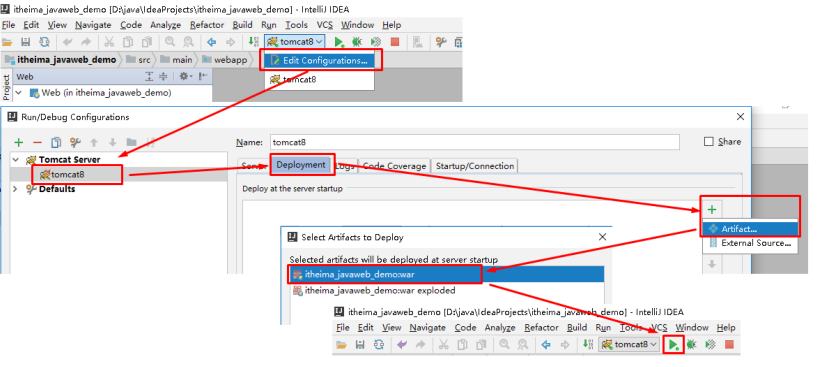 itheima_javaweb_demo [D:\java\IdeaProjects\itheima_javaweb_demo] - IntelliJ IDEA
File Edit View Navigate Code Analyze Refactor Build Run Tools VCS Window Help
tomcat8
itheima_javaweb_demo src main webapp
Edit Configurations...
Web
tomcat8
Project
Web (in itheima_javaweb_demo)
Run/Debug Configurations
Name: tomcat8
Share
Tomcat Server
tomcat8
Defaults
Server Deployment Logs Code Coverage Startup/Connection
Deploy at the server startup
Artifact...
External Source...
Select Artifacts to Deploy
Selected artifacts will be deployed at server startup
itheima_javaweb_demo:war
itheima_javaweb_demo:war exploded
itheima_javaweb_demo [D:\java\IdeaProjects\itheima_javaweb_demo] - IntelliJ IDEA
File Edit View Navigate Code Analyze Refactor Build Run Tools VCS Window Help
tomcat8